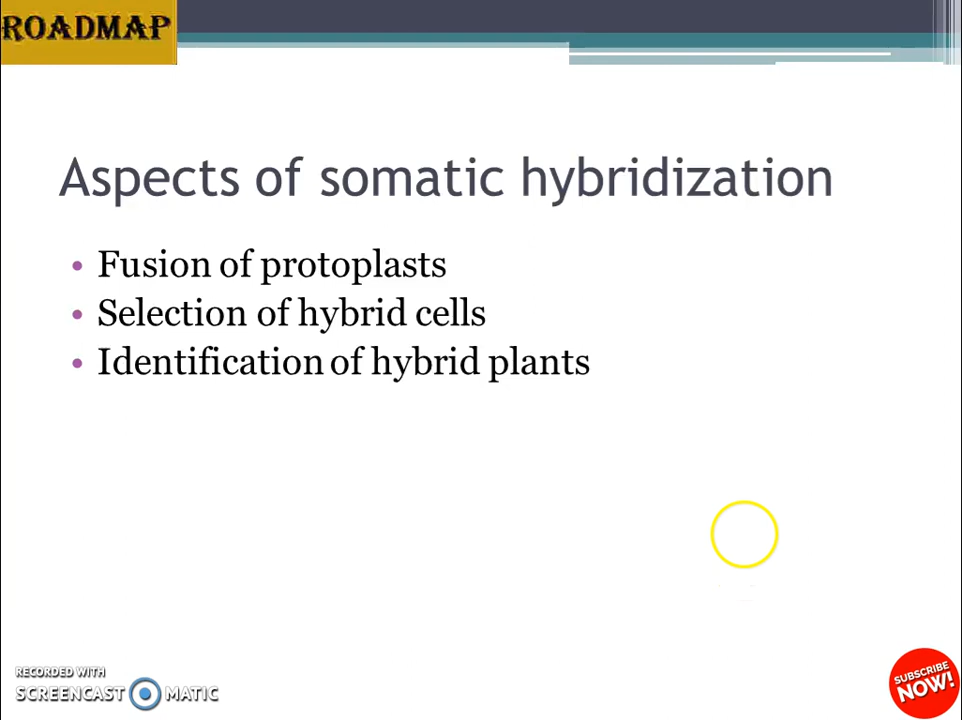 ROADMAP
Aspects of somatic hybridization
• Fusion of protoplasts
• Selection of hybrid cells
• Identification of hybrid plants
RECORDED WITH
SCREENCAST MATIC
SUBSCRIBE
NOW!